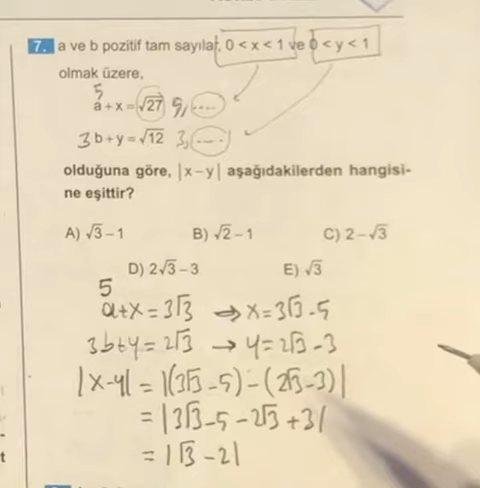 7. a ve b pozitif tam sayılar, 0 < x < 1 ve 0 < y < 1
olmak üzere,
5
a + x = √27 5, ....
3 b + y = √12 3, ....
olduğuna göre, |x − y| aşağıdakilerden hangisi-
ne eşittir?
A) √3 − 1 B) √2 − 1 C) 2 − √3
D) 2√3 − 3 E) √3
5
a + x = 3√3 ⇒ x = 3√3 − 5
3 b + y = 2√3 → y = 2√3 − 3
|x − y| = |(3√3 − 5) − (2√3 − 3)|
= |3√3 − 5 − 2√3 + 3|
= |√3 − 2|